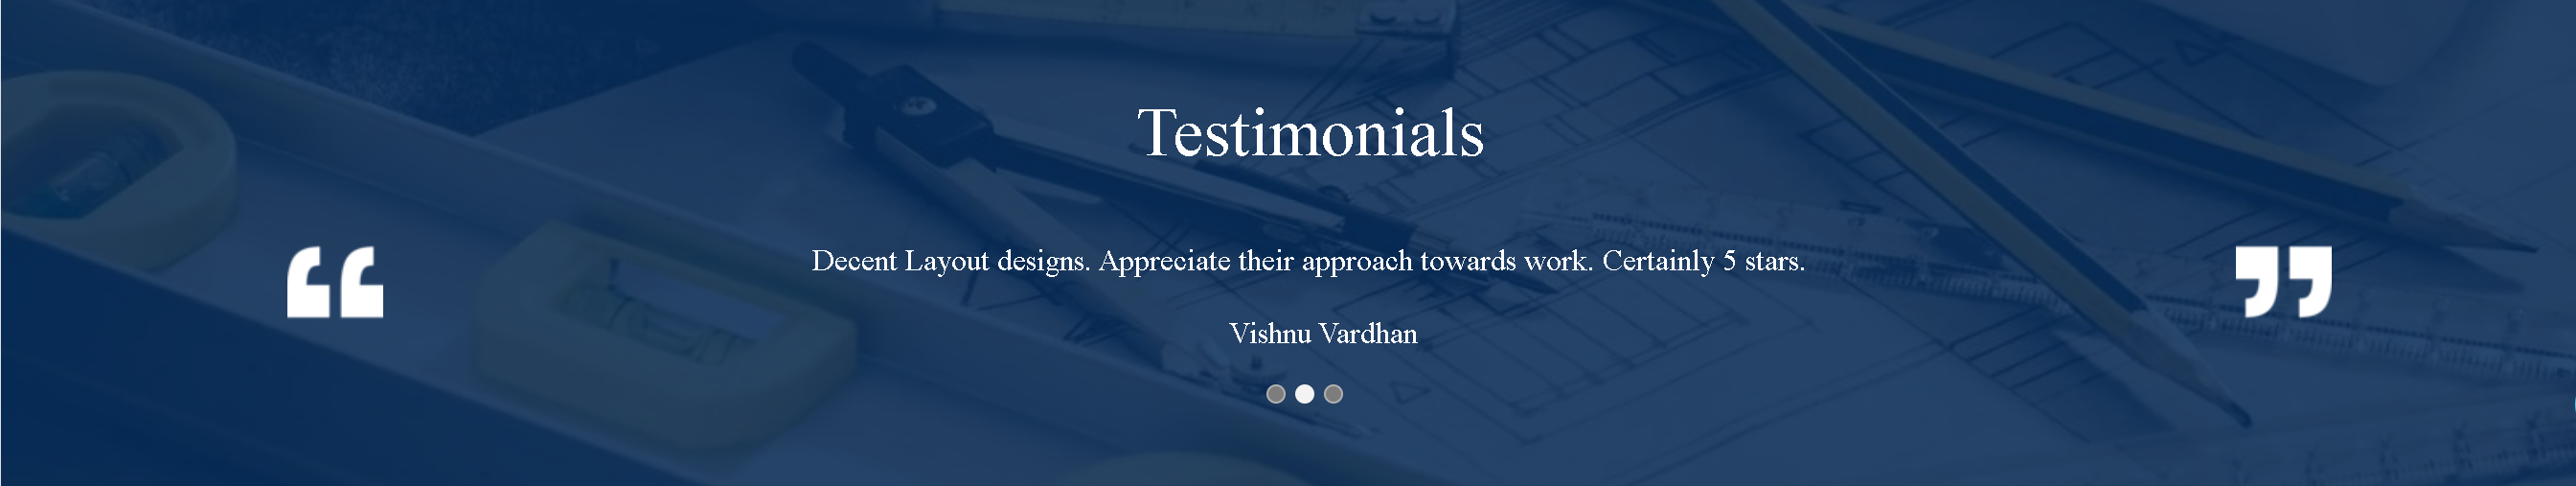 Testimonials
Decent Layout designs. Appreciate their approach towards work. Certainly 5 stars.
Vishnu Vardhan